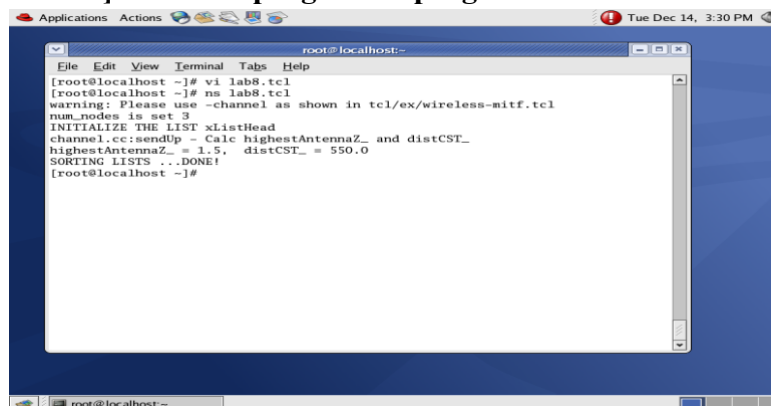 Applications Actions Tue Dec 14, 3:30 PM
root@localhost:~
File Edit View Terminal Tabs Help
[root@localhost ~]# vi lab8.tcl
[root@localhost ~]# ns lab8.tcl
warning: Please use -channel as shown in tcl/ex/wireless-mitf.tcl
num_nodes is set 3
INITIALIZE THE LIST xListHead
channel.cc:sendUp - Calc highestAntennaZ_ and distCST_
highestAntennaZ_ = 1.5, distCST_ = 550.0
SORTING LISTS ...DONE!
[root@localhost ~]#
root@localhost:~